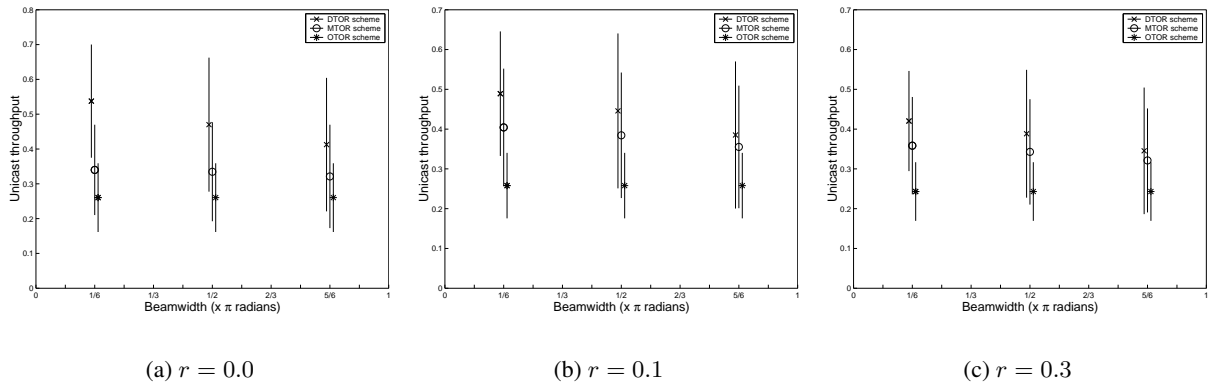 0.8
0.7
0.6
0.5
0.4
0.3
0.2
0.1
0
Unicast throughput
DTOR scheme
MTOR scheme
OTOR scheme
0 1/6 1/3 1/2 2/3 5/6 1
Beamwidth (x π radians)
(a) r = 0.0
0.7
0.6
0.5
0.4
0.3
0.2
0.1
0
Unicast throughput
DTOR scheme
MTOR scheme
OTOR scheme
0 1/6 1/3 1/2 2/3 5/6 1
Beamwidth (x π radians)
(b) r = 0.1
0.7
0.6
0.5
0.4
0.3
0.2
0.1
0
Unicast throughput
DTOR scheme
MTOR scheme
OTOR scheme
0 1/6 1/3 1/2 2/3 5/6 1
Beamwidth (x π radians)
(c) r = 0.3